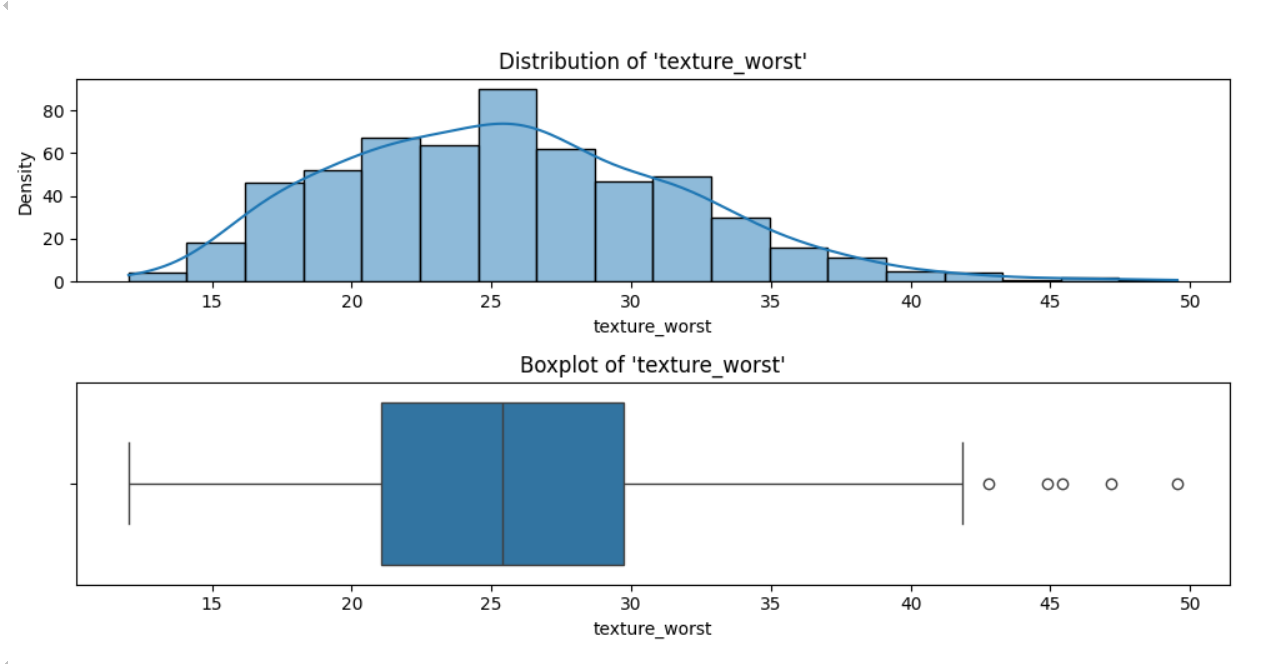 Distribution of 'texture_worst'
Density
80
60
40
20
0
15 20 25 30 35 40 45 50
texture_worst
Boxplot of 'texture_worst'
15 20 25 30 35 40 45 50
texture_worst